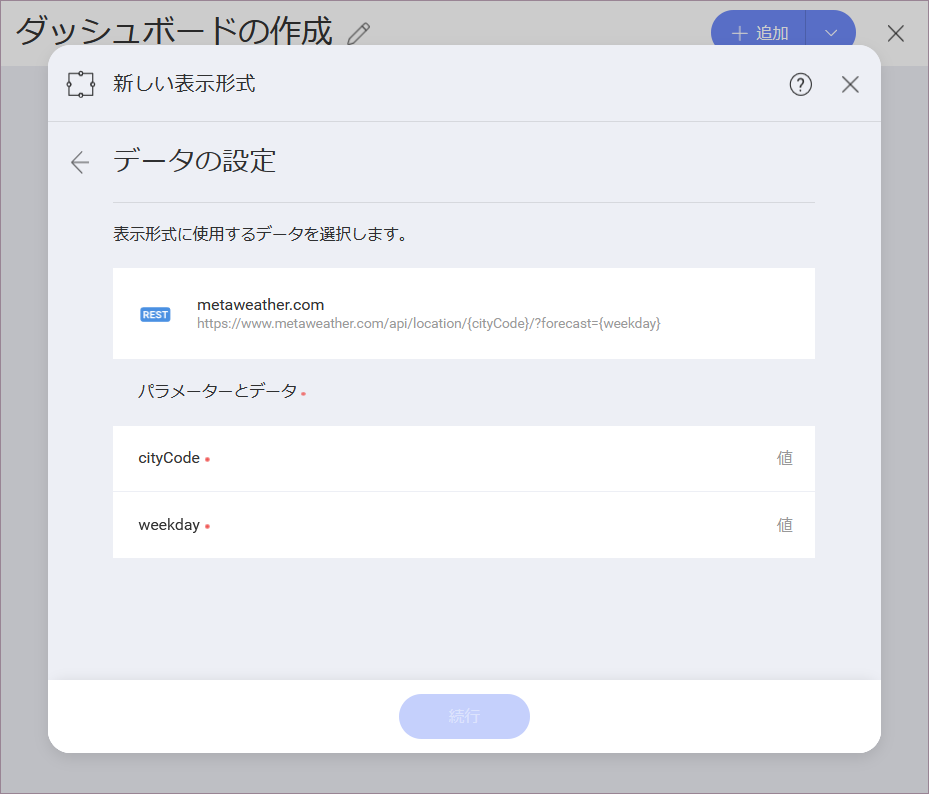 ダッシュボードの作成
追加
新しい表示形式
データの設定
表示形式に使用するデータを選択します。
REST
metaweather.com
https://www.metaweather.com/api/location/{cityCode}/?forecast={weekday}
パラメーターとデータ
cityCode
値
weekday
値
続行